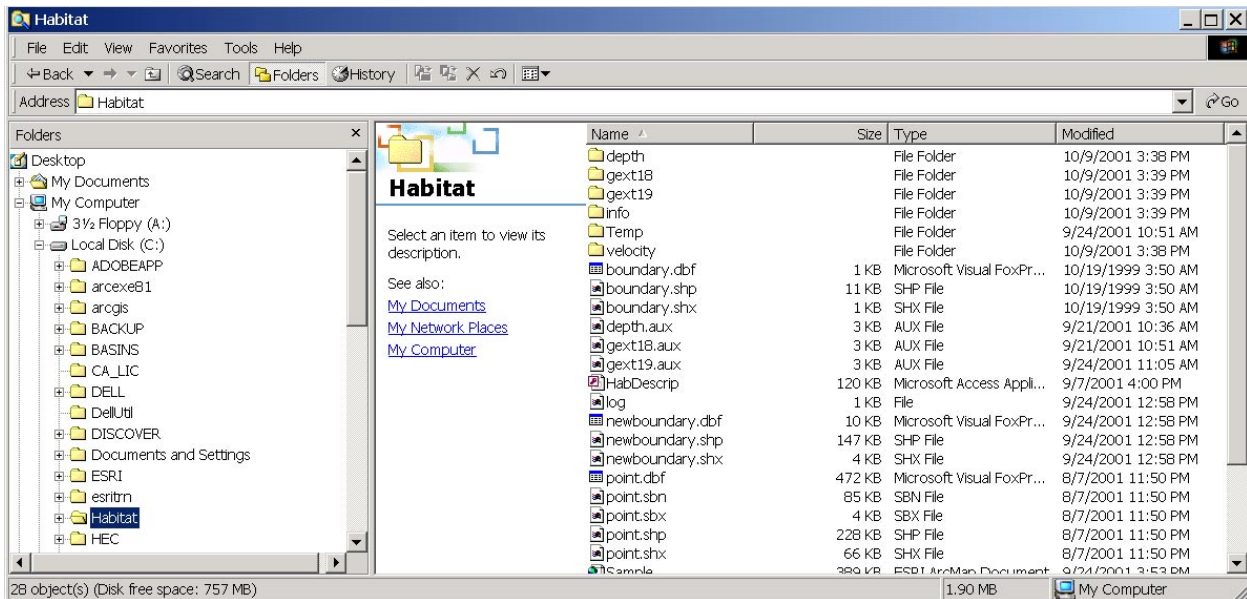 Habitat
File Edit View Favorites Tools Help
Back Search Folders History
Address Habitat Go
Folders
Desktop
My Documents
My Computer
3½ Floppy (A:)
Local Disk (C:)
ADOBEAPP
arcexe81
arcgis
BACKUP
BASINS
CA_LIC
DELL
DellUtil
DISCOVER
Documents and Settings
ESRI
esritrn
Habitat
HEC
Habitat
Select an item to view its
description.
See also:
My Documents
My Network Places
My Computer
Name Size Type Modified
depth File Folder 10/9/2001 3:38 PM
gext18 File Folder 10/9/2001 3:39 PM
gext19 File Folder 10/9/2001 3:39 PM
info File Folder 10/9/2001 3:39 PM
Temp File Folder 9/24/2001 10:51 AM
velocity File Folder 10/9/2001 3:38 PM
boundary.dbf 1 KB Microsoft Visual FoxPr... 10/19/1999 3:50 AM
boundary.shp 11 KB SHP File 10/19/1999 3:50 AM
boundary.shx 1 KB SHX File 10/19/1999 3:50 AM
depth.aux 3 KB AUX File 9/21/2001 10:36 AM
gext18.aux 3 KB AUX File 9/21/2001 10:51 AM
gext19.aux 3 KB AUX File 9/24/2001 11:05 AM
HabDescrip 120 KB Microsoft Access Appli... 9/7/2001 4:00 PM
log 1 KB File 9/24/2001 12:58 PM
newboundary.dbf 10 KB Microsoft Visual FoxPr... 9/24/2001 12:58 PM
newboundary.shp 147 KB SHP File 9/24/2001 12:58 PM
newboundary.shx 4 KB SHX File 9/24/2001 12:58 PM
point.dbf 472 KB Microsoft Visual FoxPr... 8/7/2001 11:50 PM
point.sbn 85 KB SBN File 8/7/2001 11:50 PM
point.sbx 4 KB SBX File 8/7/2001 11:50 PM
point.shp 228 KB SHP File 8/7/2001 11:50 PM
point.shx 66 KB SHX File 8/7/2001 11:50 PM
Sample 389 KB ESRI ArcMap Document 9/24/2001 3:53 PM
28 object(s) (Disk free space: 757 MB) 1.90 MB My Computer